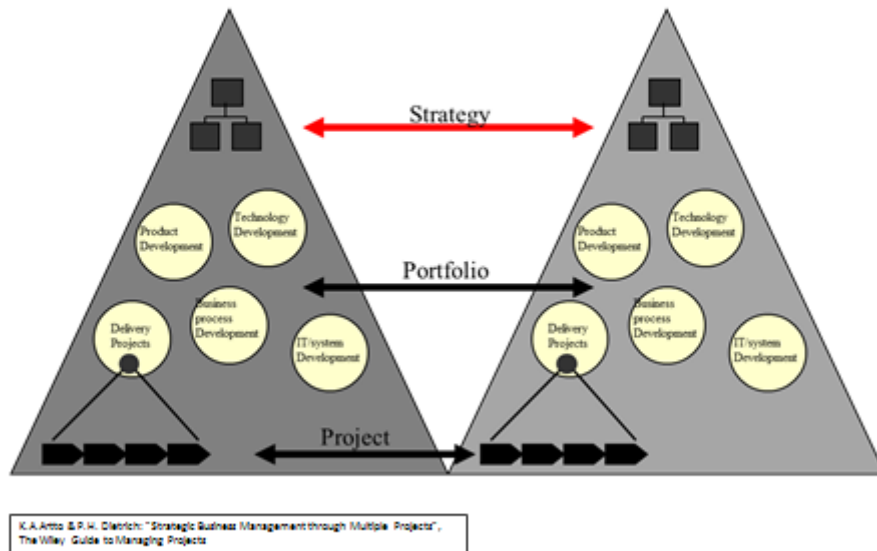 Strategy
Product
Development
Technology
Development
Product
Development
Technology
Development
Portfolio
Delivery
Projects
Business
process
Development
IT/system
Development
Delivery
Projects
Business
process
Development
IT/system
Development
Project
K.A.Artto & P.H. Dietrich: "Strategic Business Management through Multiple Projects",
The Wiley Guide to Managing Projects